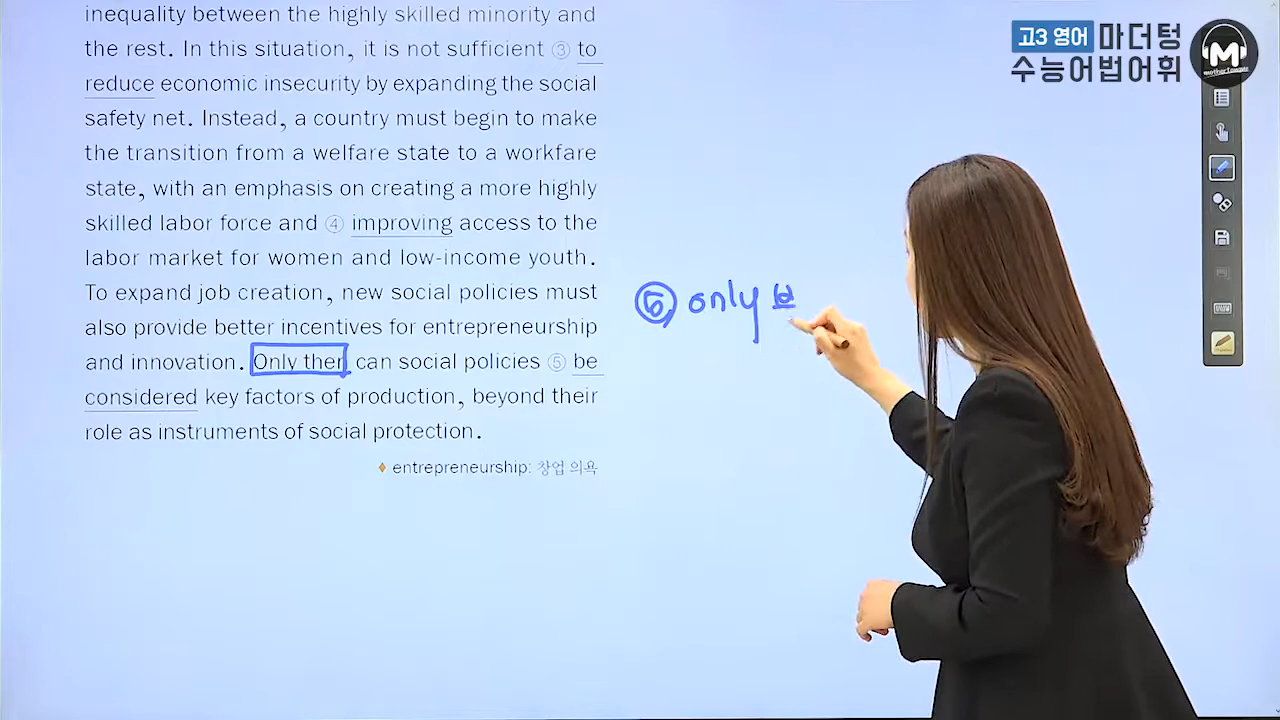 inequality between the highly skilled minority and
the rest. In this situation, it is not sufficient ③ to
reduce economic insecurity by expanding the social
safety net. Instead, a country must begin to make
the transition from a welfare state to a workfare
state, with an emphasis on creating a more highly
skilled labor force and ④ improving access to the
labor market for women and low-income youth.
To expand job creation, new social policies must
also provide better incentives for entrepreneurship
and innovation. Only then can social policies ⑤ be
considered key factors of production, beyond their
role as instruments of social protection.
◆ entrepreneurship: 창업 의욕
⑤ only 브
고3 영어 마더텅
수능어법어휘
M
mother tongue